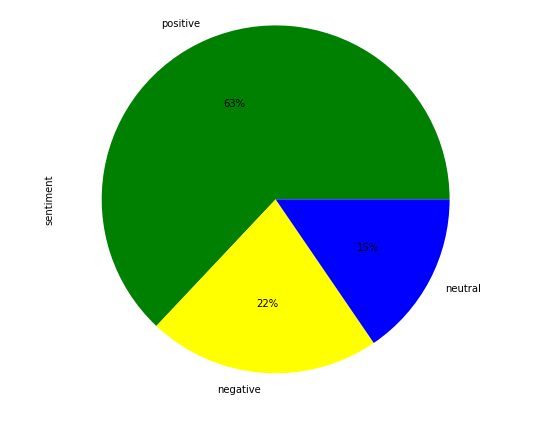 positive
63%
sentiment
15%
neutral
22%
negative